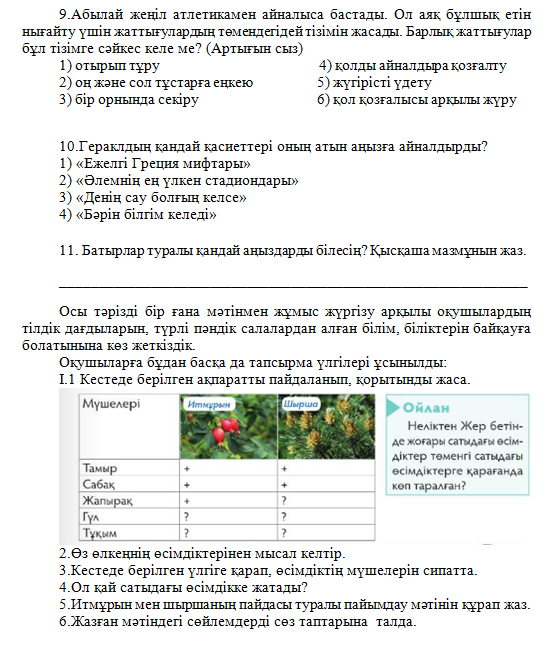 9.Абылай жеңіл атлетикамен айналыса бастады. Ол аяқ бұлшық етін
нығайту үшін жаттығулардың төмендегідей тізімін жасады. Барлық жаттығулар
бұл тізімге сәйкес келе ме? (Артығын сыз)
1) отырып тұру 4) қолды айналдыра қозғалту
2) оң және сол тұстарға еңкею 5) жүгірісті үдету
3) бір орнында секіру 6) қол қозғалысы арқылы жүру
10.Гераклдың қандай қасиеттері оның атын аңызға айналдырды?
1) «Ежелгі Греция мифтары»
2) «Әлемнің ең үлкен стадиондары»
3) «Денің сау болғың келсе»
4) «Бәрін білгім келеді»
11. Батырлар туралы қандай аңыздарды білесің? Қысқаша мазмұнын жаз.
Осы тәрізді бір ғана мәтінмен жұмыс жүргізу арқылы оқушылардың
тілдік дағдыларын, түрлі пәндік салалардан алған білім, біліктерін байқауға
болатынына көз жеткіздік.
Оқушыларға бұдан басқа да тапсырма үлгілері ұсынылды:
І.1 Кестеде берілген ақпаратты пайдаланып, қорытынды жаса.
Мүшелері Итмұрын Шырша
Тамыр + +
Сабақ + +
Жапырақ + ?
Гүл ? ?
Тұқым ? ?
Ойлан
Неліктен Жер бетін-
де жоғары сатыдағы өсім-
діктер төменгі сатыдағы
өсімдіктерге қарағанда
көп таралған?
2.Өз өлкеңнің өсімдіктерінен мысал келтір.
3.Кестеде берілген үлгіге қарап, өсімдіктің мүшелерін сипатта.
4.Ол қай сатыдағы өсімдікке жатады?
5.Итмұрын мен шыршаның пайдасы туралы пайымдау мәтінін құрап жаз.
6.Жазған мәтіндегі сөйлемдерді сөз таптарына талда.